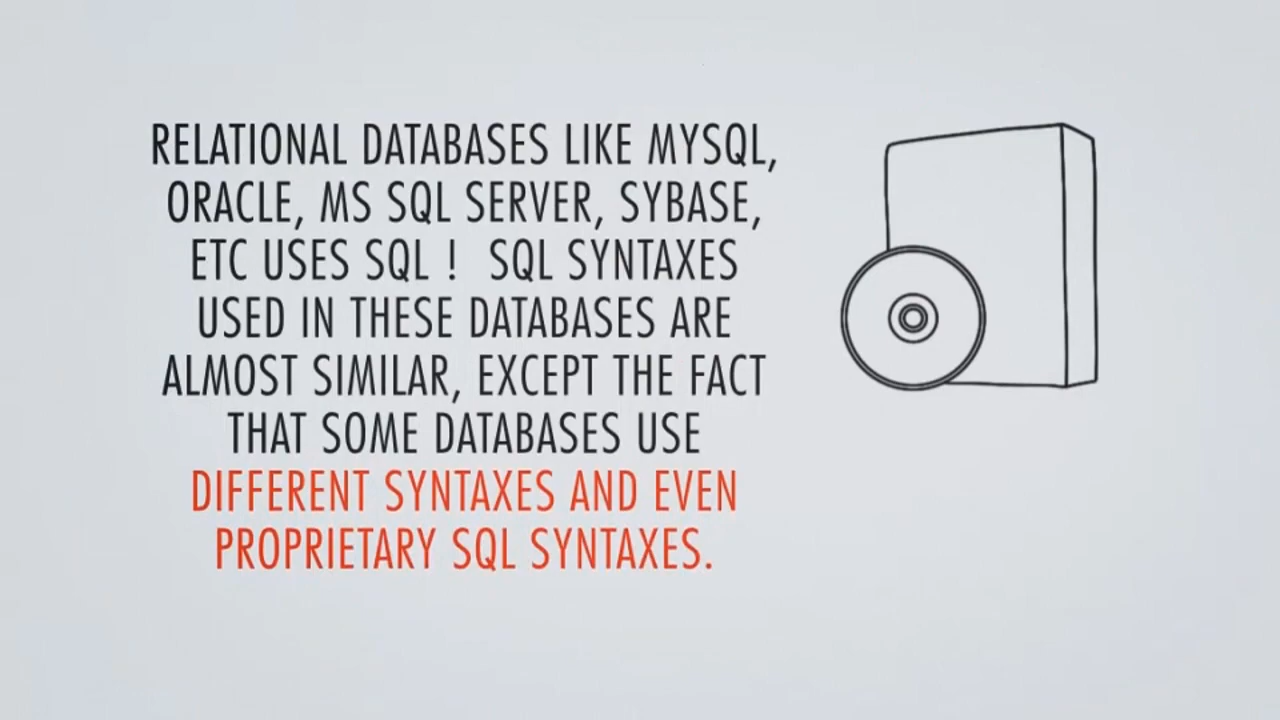 RELATIONAL DATABASES LIKE MYSQL,
ORACLE, MS SQL SERVER, SYBASE,
ETC USES SQL ! SQL SYNTAXES
USED IN THESE DATABASES ARE
ALMOST SIMILAR, EXCEPT THE FACT
THAT SOME DATABASES USE
DIFFERENT SYNTAXES AND EVEN
PROPRIETARY SQL SYNTAXES.